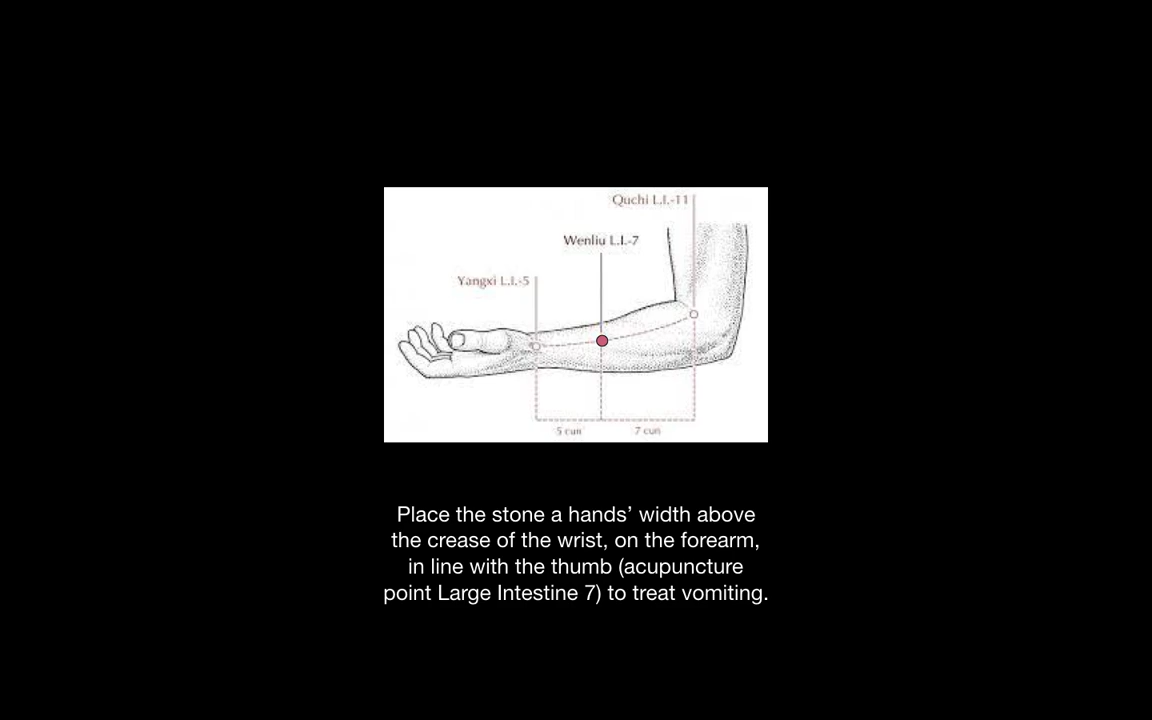 Quchi L.I.-11
Wenliu L.I.-7
Yangxi L.I.-5
5 cun
7 cun
Place the stone a hands’ width above
the crease of the wrist, on the forearm,
in line with the thumb (acupuncture
point Large Intestine 7) to treat vomiting.